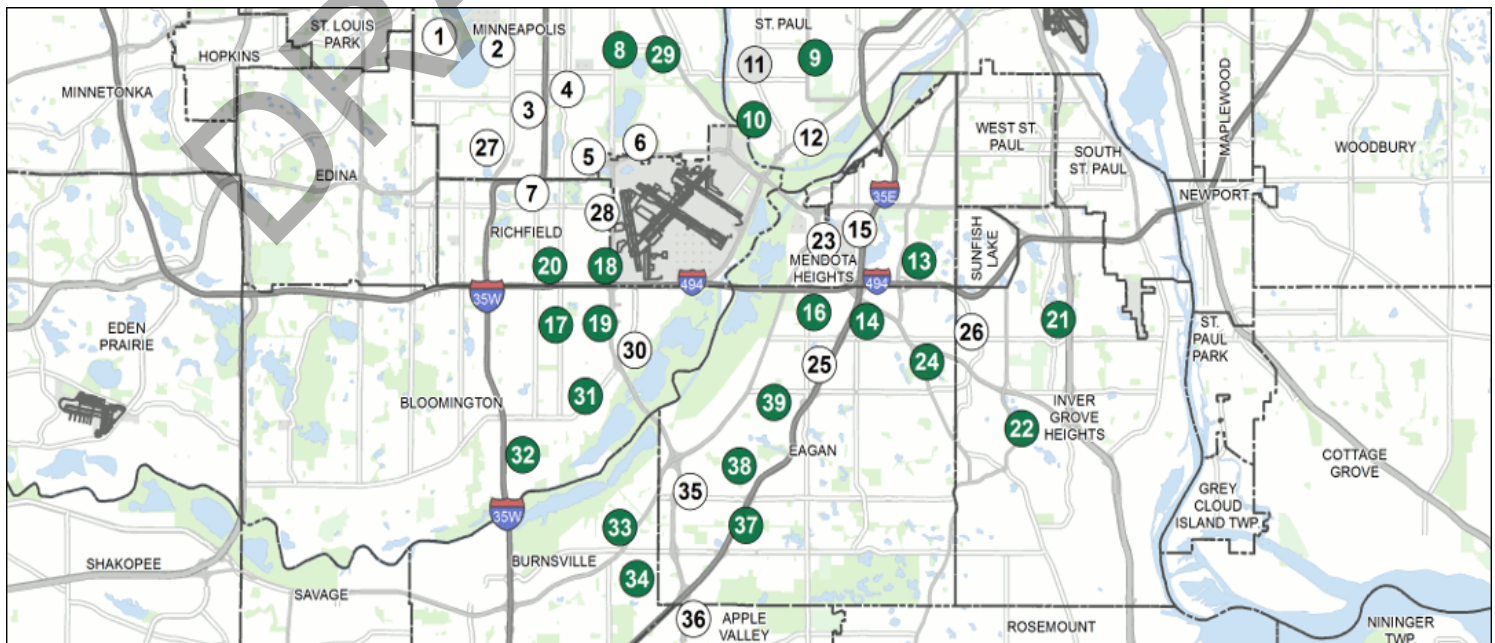 ST. LOUIS
PARK
MINNEAPOLIS
ST. PAUL
HOPKINS
MINNETONKA
1
2
8
29
11
9
4
3
10
12
27
5
6
7
28
EDINA
RICHFIELD
WEST ST.
PAUL
SOUTH
ST. PAUL
MAPLEWOOD
WOODBURY
NEWPORT
35E
15
23
MENDOTA
HEIGHTS
13
SUNFISH
LAKE
20
18
494
494
35W
EDEN
PRAIRIE
17
19
30
16
14
26
21
ST.
PAUL
PARK
25
24
31
39
BLOOMINGTON
INVER
GROVE
HEIGHTS
22
EAGAN
32
38
35
COTTAGE
GROVE
GREY
CLOUD
ISLAND TWP.
35W
33
37
BURNSVILLE
34
SHAKOPEE
SAVAGE
36
APPLE
VALLEY
ROSEMOUNT
NININGER
TWP.
DRA